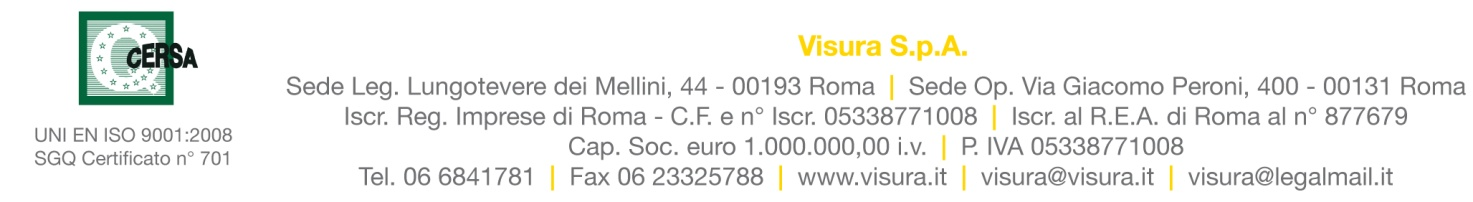 CERSA
UNI EN ISO 9001:2008
SGQ Certificato n° 701
Visura S.p.A.
Sede Leg. Lungotevere dei Mellini, 44 - 00193 Roma | Sede Op. Via Giacomo Peroni, 400 - 00131 Roma
Iscr. Reg. Imprese di Roma - C.F. e n° Iscr. 05338771008 | Iscr. al R.E.A. di Roma al n° 877679
Cap. Soc. euro 1.000.000,00 i.v. | P. IVA 05338771008
Tel. 06 6841781 | Fax 06 23325788 | www.visura.it | visura@visura.it | visura@legalmail.it